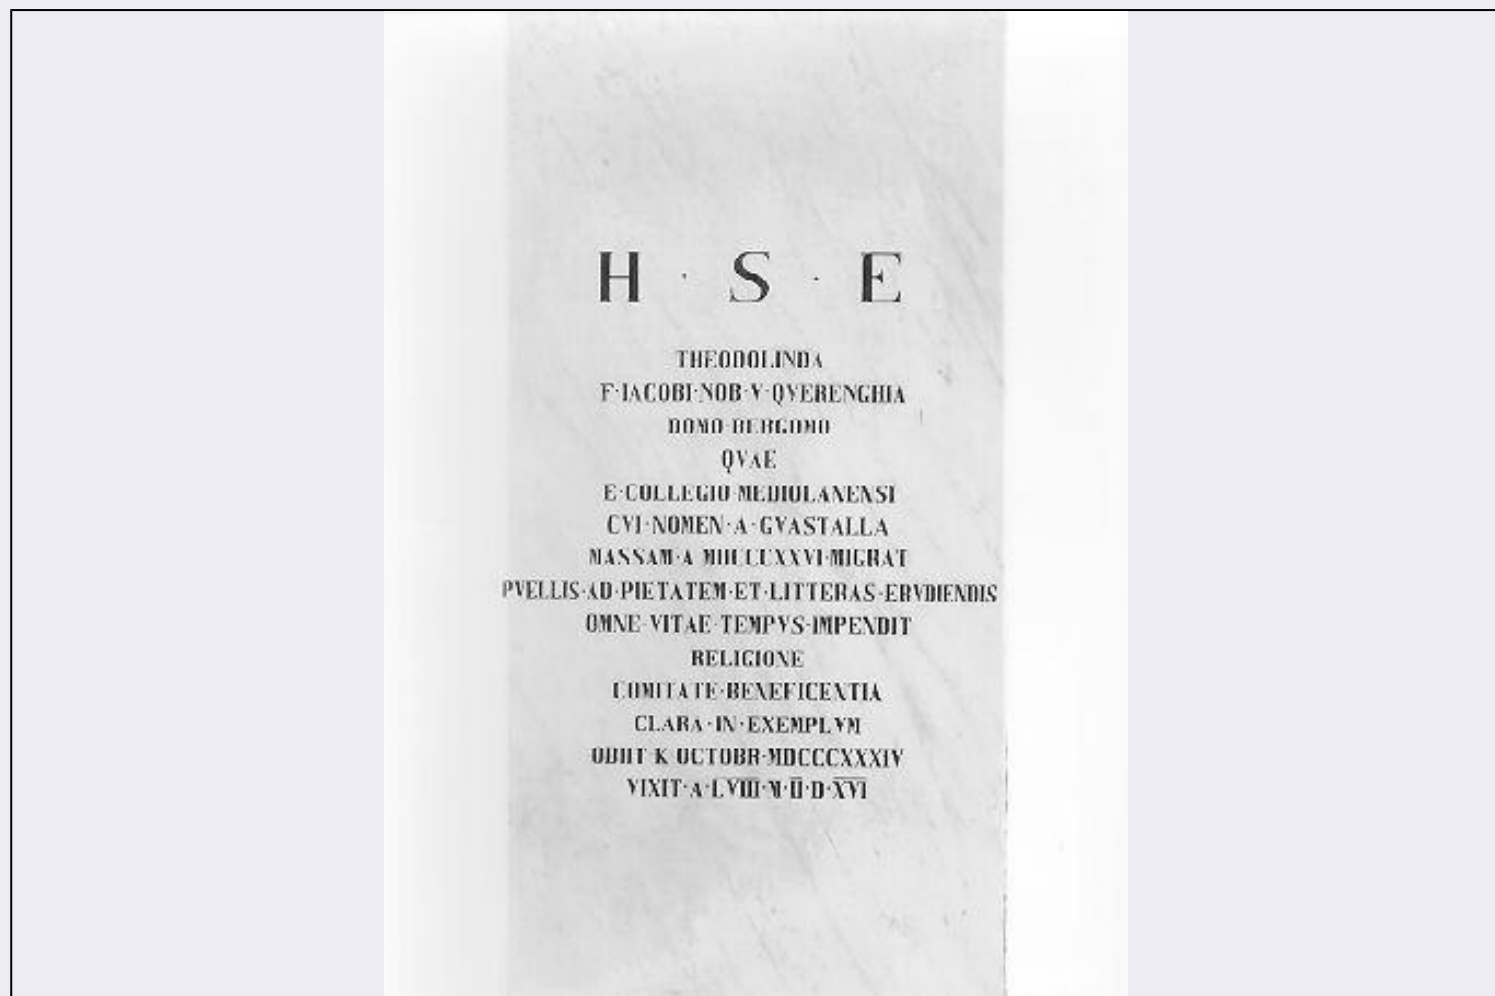 H · S · E
THEODOLINDA
F·IACOBI·NOB·V·QVERENGHIA
DOMO·BERGOMO
QVAE
E·COLLEGIO·MEDIOLANENSI
CVI·NOMEN·A·GVASTALLA
MASSAM·A·MDCCCXXVI·MIGRAT
PVELLIS·AD·PIETATEM·ET·LITTERAS·ERVDIENDIS
OMNE·VITAE·TEMPVS·IMPENDIT
RELIGIONE
COMITATE·BENEFICENTIA
CLARA·IN·EXEMPLVM
OBIIT·K·OCTOBR·MDCCCXXXIV
VIXIT·A·LVIII·M·II·D·XVI